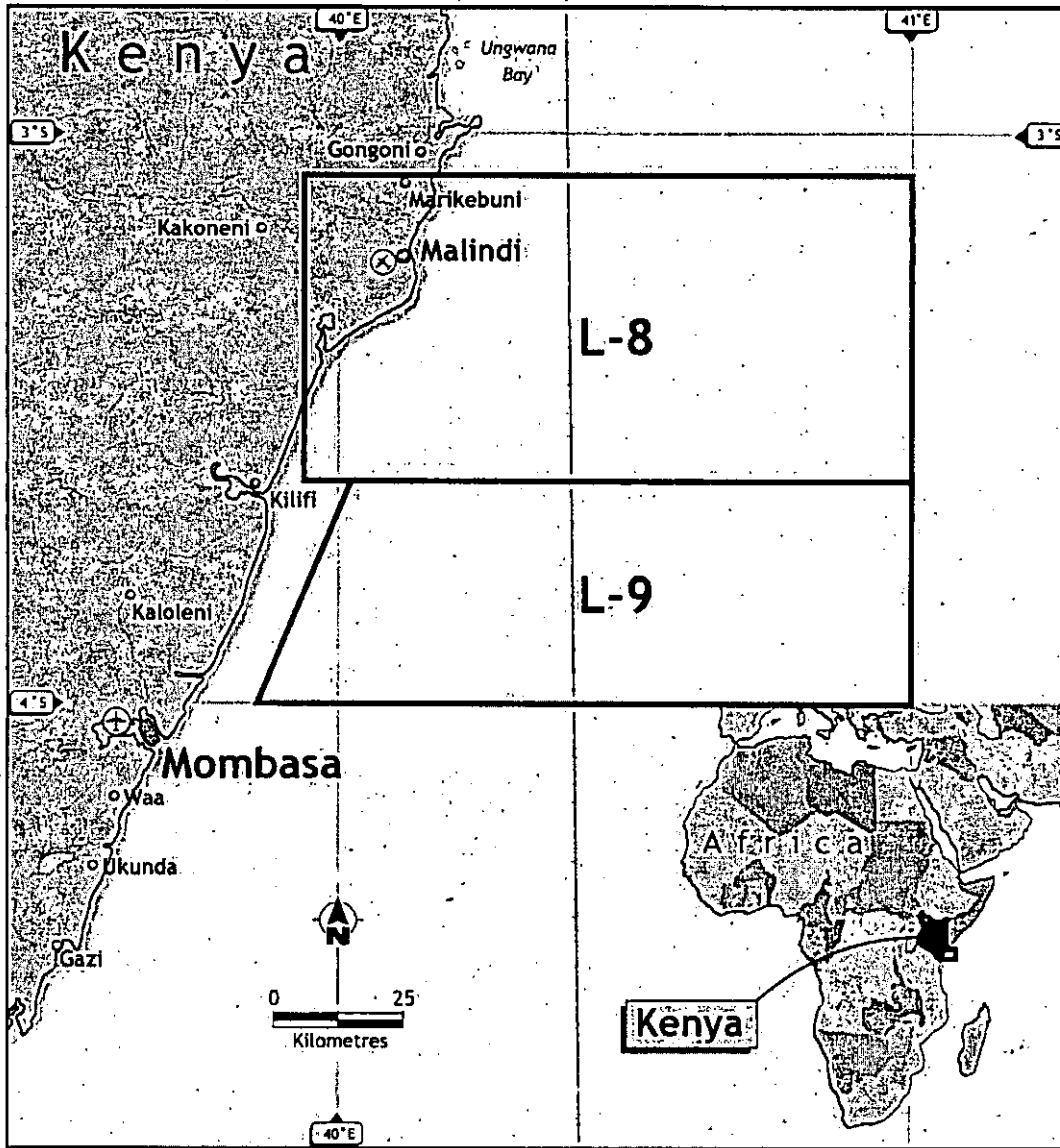 40°E
41°E
Kenya
Ungwana
Bay
3°S
3°S
Gongoni
Marikebuni
Kakoneni
Malindi
L-8
Kilifi
L-9
Kaloleni
4°S
Mombasa
Waa
Ukunda
Gazi
Africa
N
0 25
Kilometres
Kenya
40°E